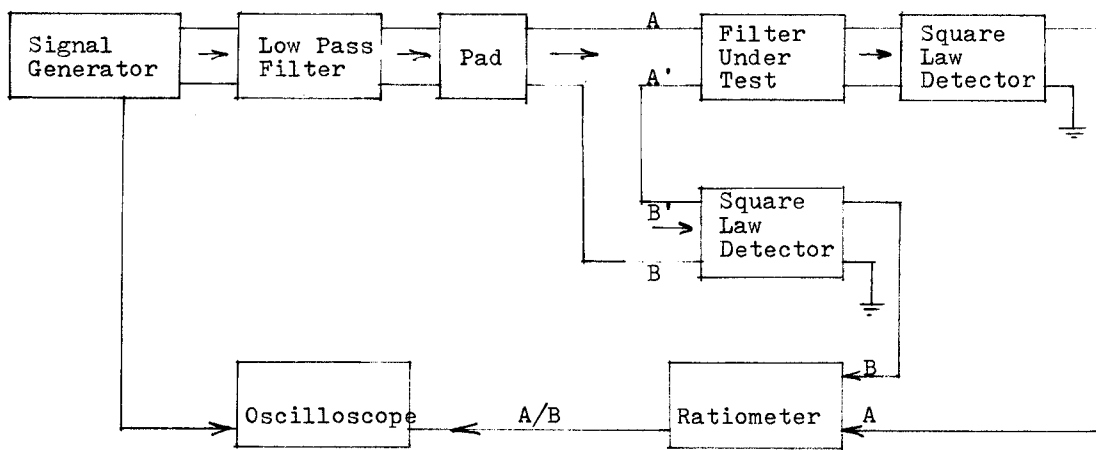 Signal
Generator
Low Pass
Filter
Pad
A
A'
Filter
Under
Test
Square
Law
Detector
B'
B
Square
Law
Detector
Oscilloscope
A/B
Ratiometer
B
A